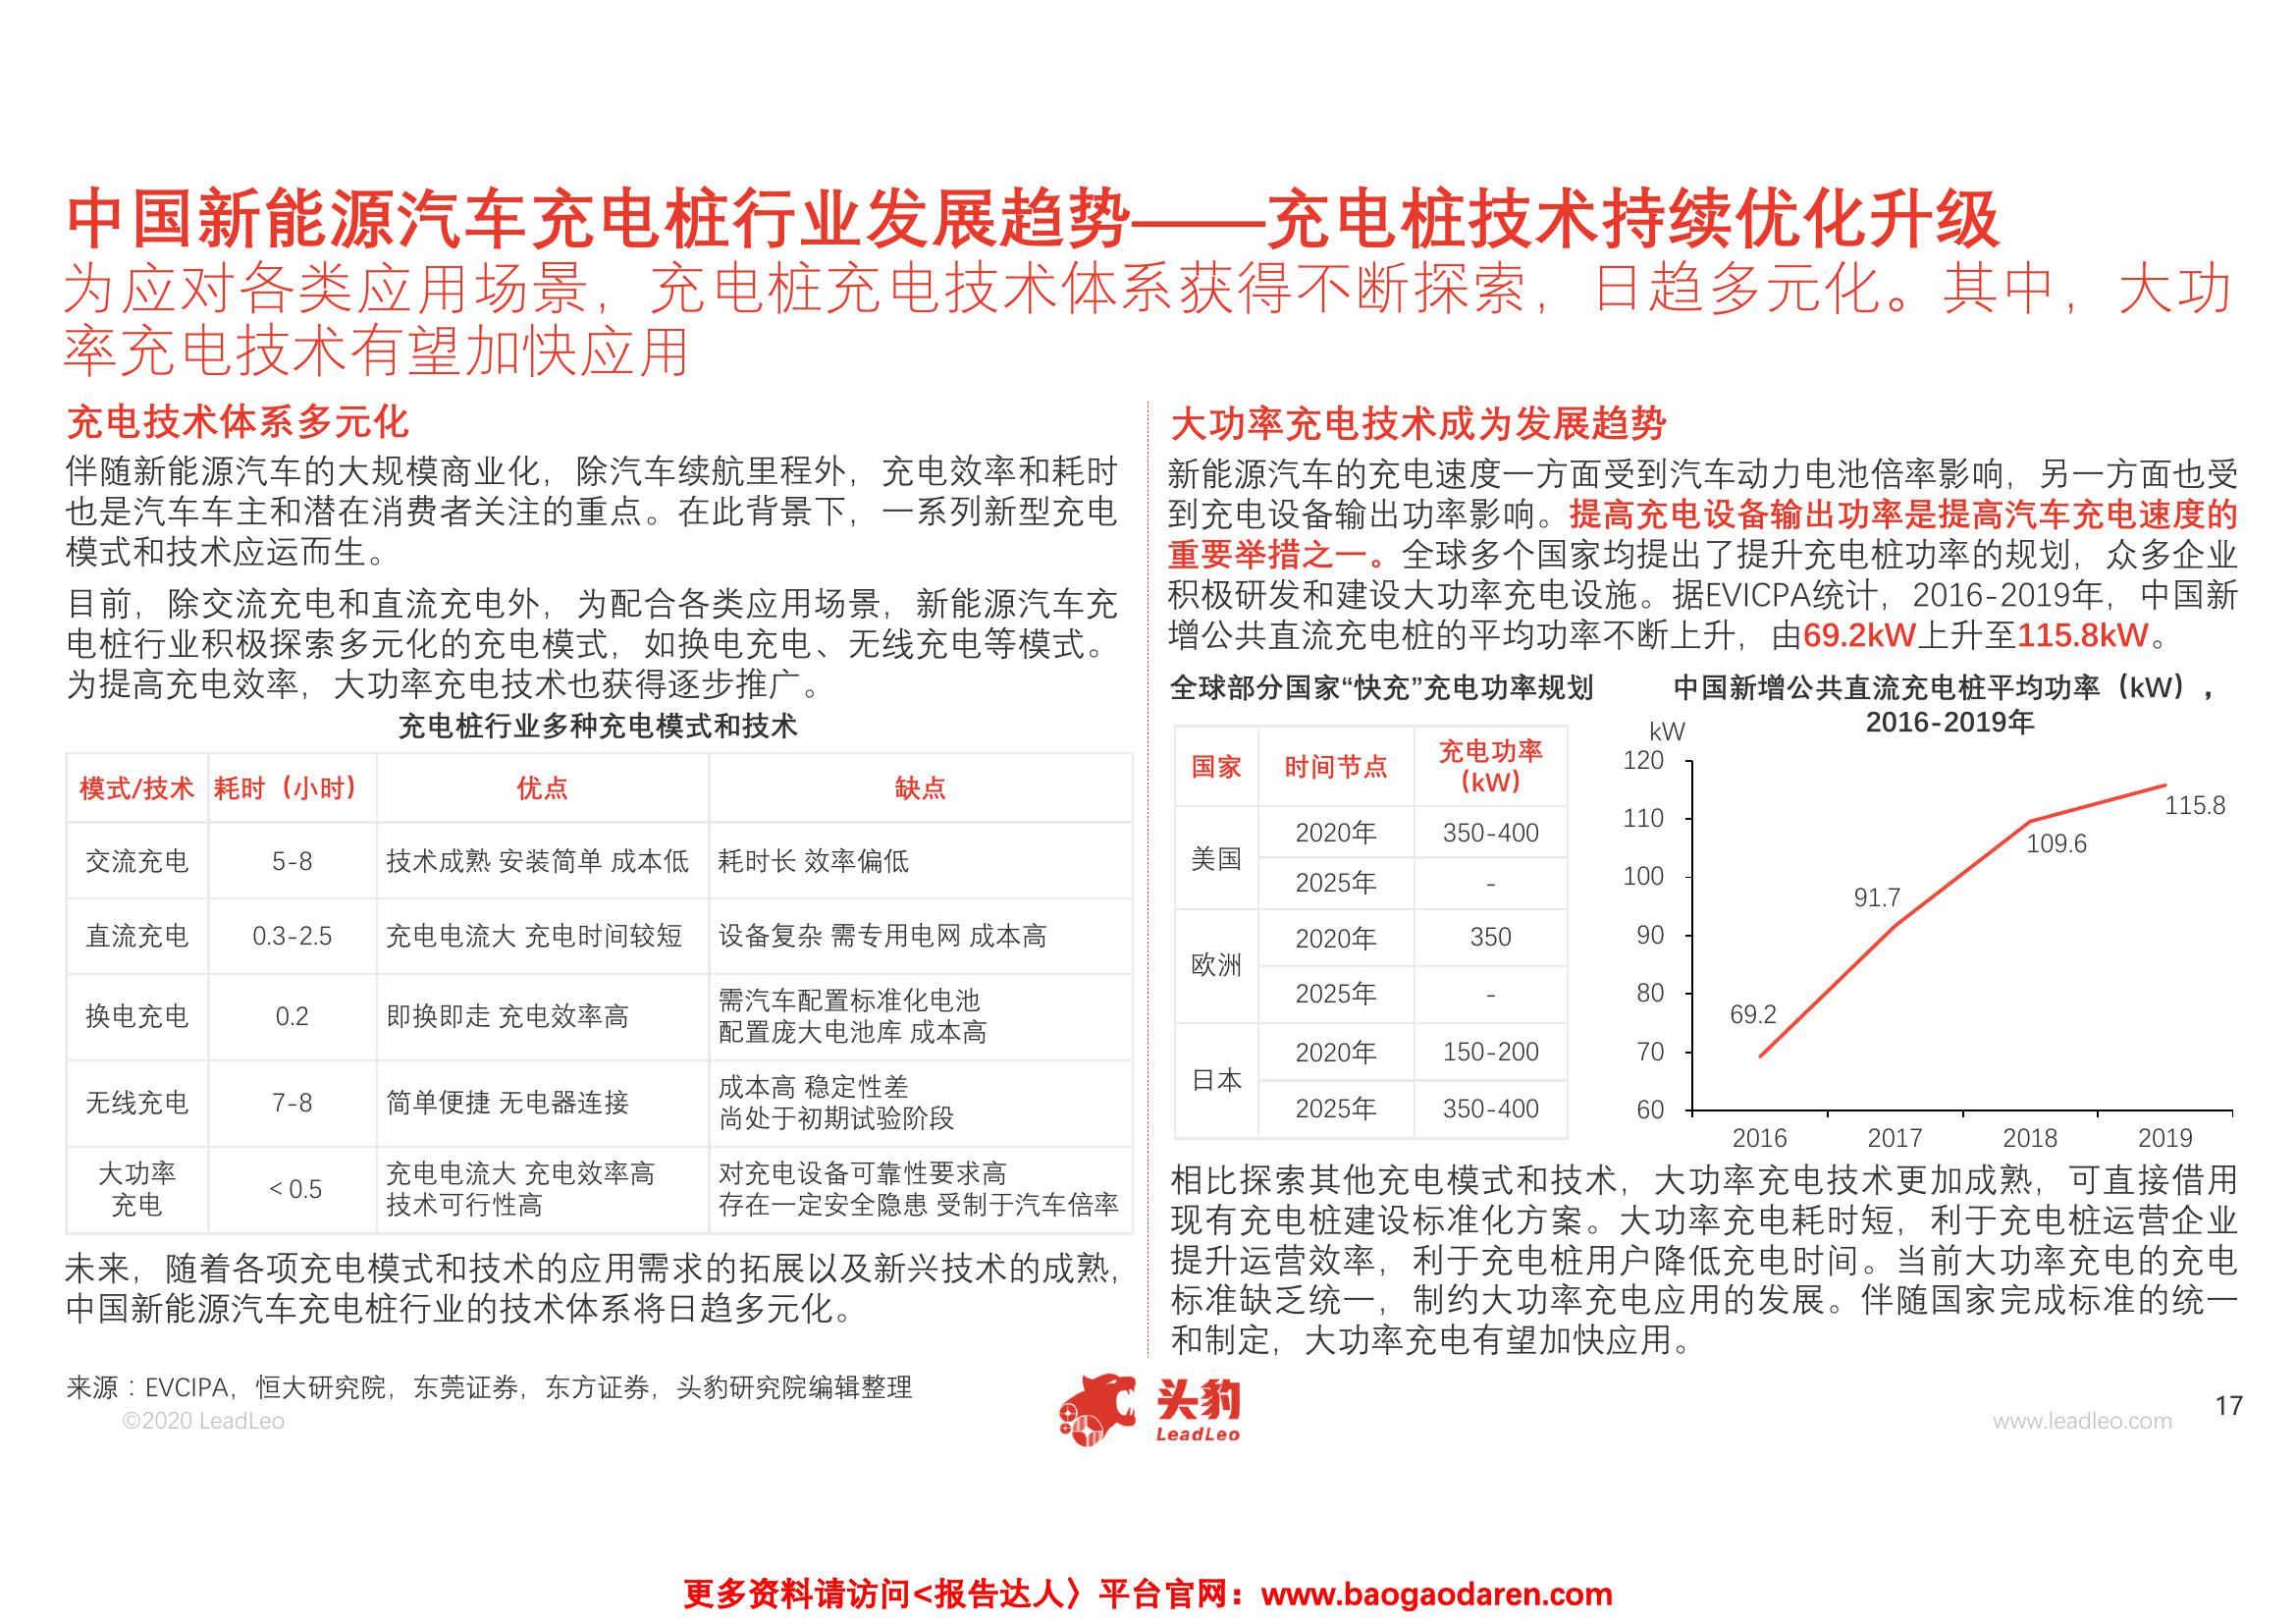 中国新能源汽车充电桩行业发展趋势——充电桩技术持续优化升级
为应对各类应用场景，充电桩充电技术体系获得不断探索，日趋多元化。其中，大功
率充电技术有望加快应用
充电技术体系多元化
伴随新能源汽车的大规模商业化，除汽车续航里程外，充电效率和耗时
也是汽车车主和潜在消费者关注的重点。在此背景下，一系列新型充电
模式和技术应运而生。
目前，除交流充电和直流充电外，为配合各类应用场景，新能源汽车充
电桩行业积极探索多元化的充电模式，如换电充电、无线充电等模式。
为提高充电效率，大功率充电技术也获得逐步推广。
充电桩行业多种充电模式和技术
模式/技术 耗时（小时） 优点 缺点
交流充电 5-8 技术成熟 安装简单 成本低 耗时长 效率偏低
直流充电 0.3-2.5 充电电流大 充电时间较短 设备复杂 需专用电网 成本高
换电充电 0.2 即换即走 充电效率高 需汽车配置标准化电池
配置庞大电池库 成本高
无线充电 7-8 简单便捷 无电器连接 成本高 稳定性差
尚处于初期试验阶段
大功率
充电 < 0.5 充电电流大 充电效率高
技术可行性高 对充电设备可靠性要求高
存在一定安全隐患 受制于汽车倍率
未来，随着各项充电模式和技术的应用需求的拓展以及新兴技术的成熟，
中国新能源汽车充电桩行业的技术体系将日趋多元化。
大功率充电技术成为发展趋势
新能源汽车的充电速度一方面受到汽车动力电池倍率影响，另一方面也受
到充电设备输出功率影响。提高充电设备输出功率是提高汽车充电速度的
重要举措之一。全球多个国家均提出了提升充电桩功率的规划，众多企业
积极研发和建设大功率充电设施。据EVICPA统计，2016-2019年，中国新
增公共直流充电桩的平均功率不断上升，由69.2kW上升至115.8kW。
全球部分国家“快充”充电功率规划
国家 时间节点 充电功率
（kW）
美国 2020年 350-400
2025年 -
欧洲 2020年 350
2025年 -
日本 2020年 150-200
2025年 350-400
中国新增公共直流充电桩平均功率（kW），
2016-2019年
kW
120
110
100
90
80
70
60
69.2
91.7
109.6
115.8
2016 2017 2018 2019
相比探索其他充电模式和技术，大功率充电技术更加成熟，可直接借用
现有充电桩建设标准化方案。大功率充电耗时短，利于充电桩运营企业
提升运营效率，利于充电桩用户降低充电时间。当前大功率充电的充电
标准缺乏统一，制约大功率充电应用的发展。伴随国家完成标准的统一
和制定，大功率充电有望加快应用。
来源：EVCIPA，恒大研究院，东莞证券，东方证券，头豹研究院编辑整理
©2020 LeadLeo
头豹
LeadLeo
www.leadleo.com
17
更多资料请访问<报告达人〉平台官网：www.baogaodaren.com